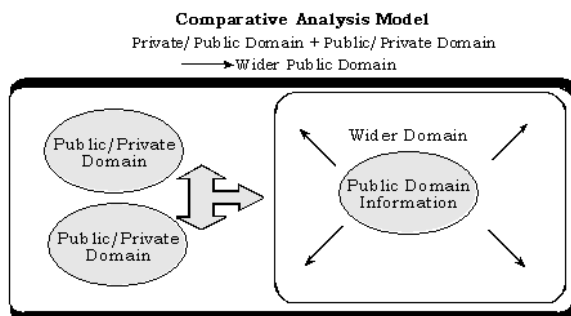 Comparative Analysis Model
Private/Public Domain + Public/Private Domain
Wider Public Domain
Public/Private
Domain
Public/Private
Domain
Wider Domain
Public Domain
Information